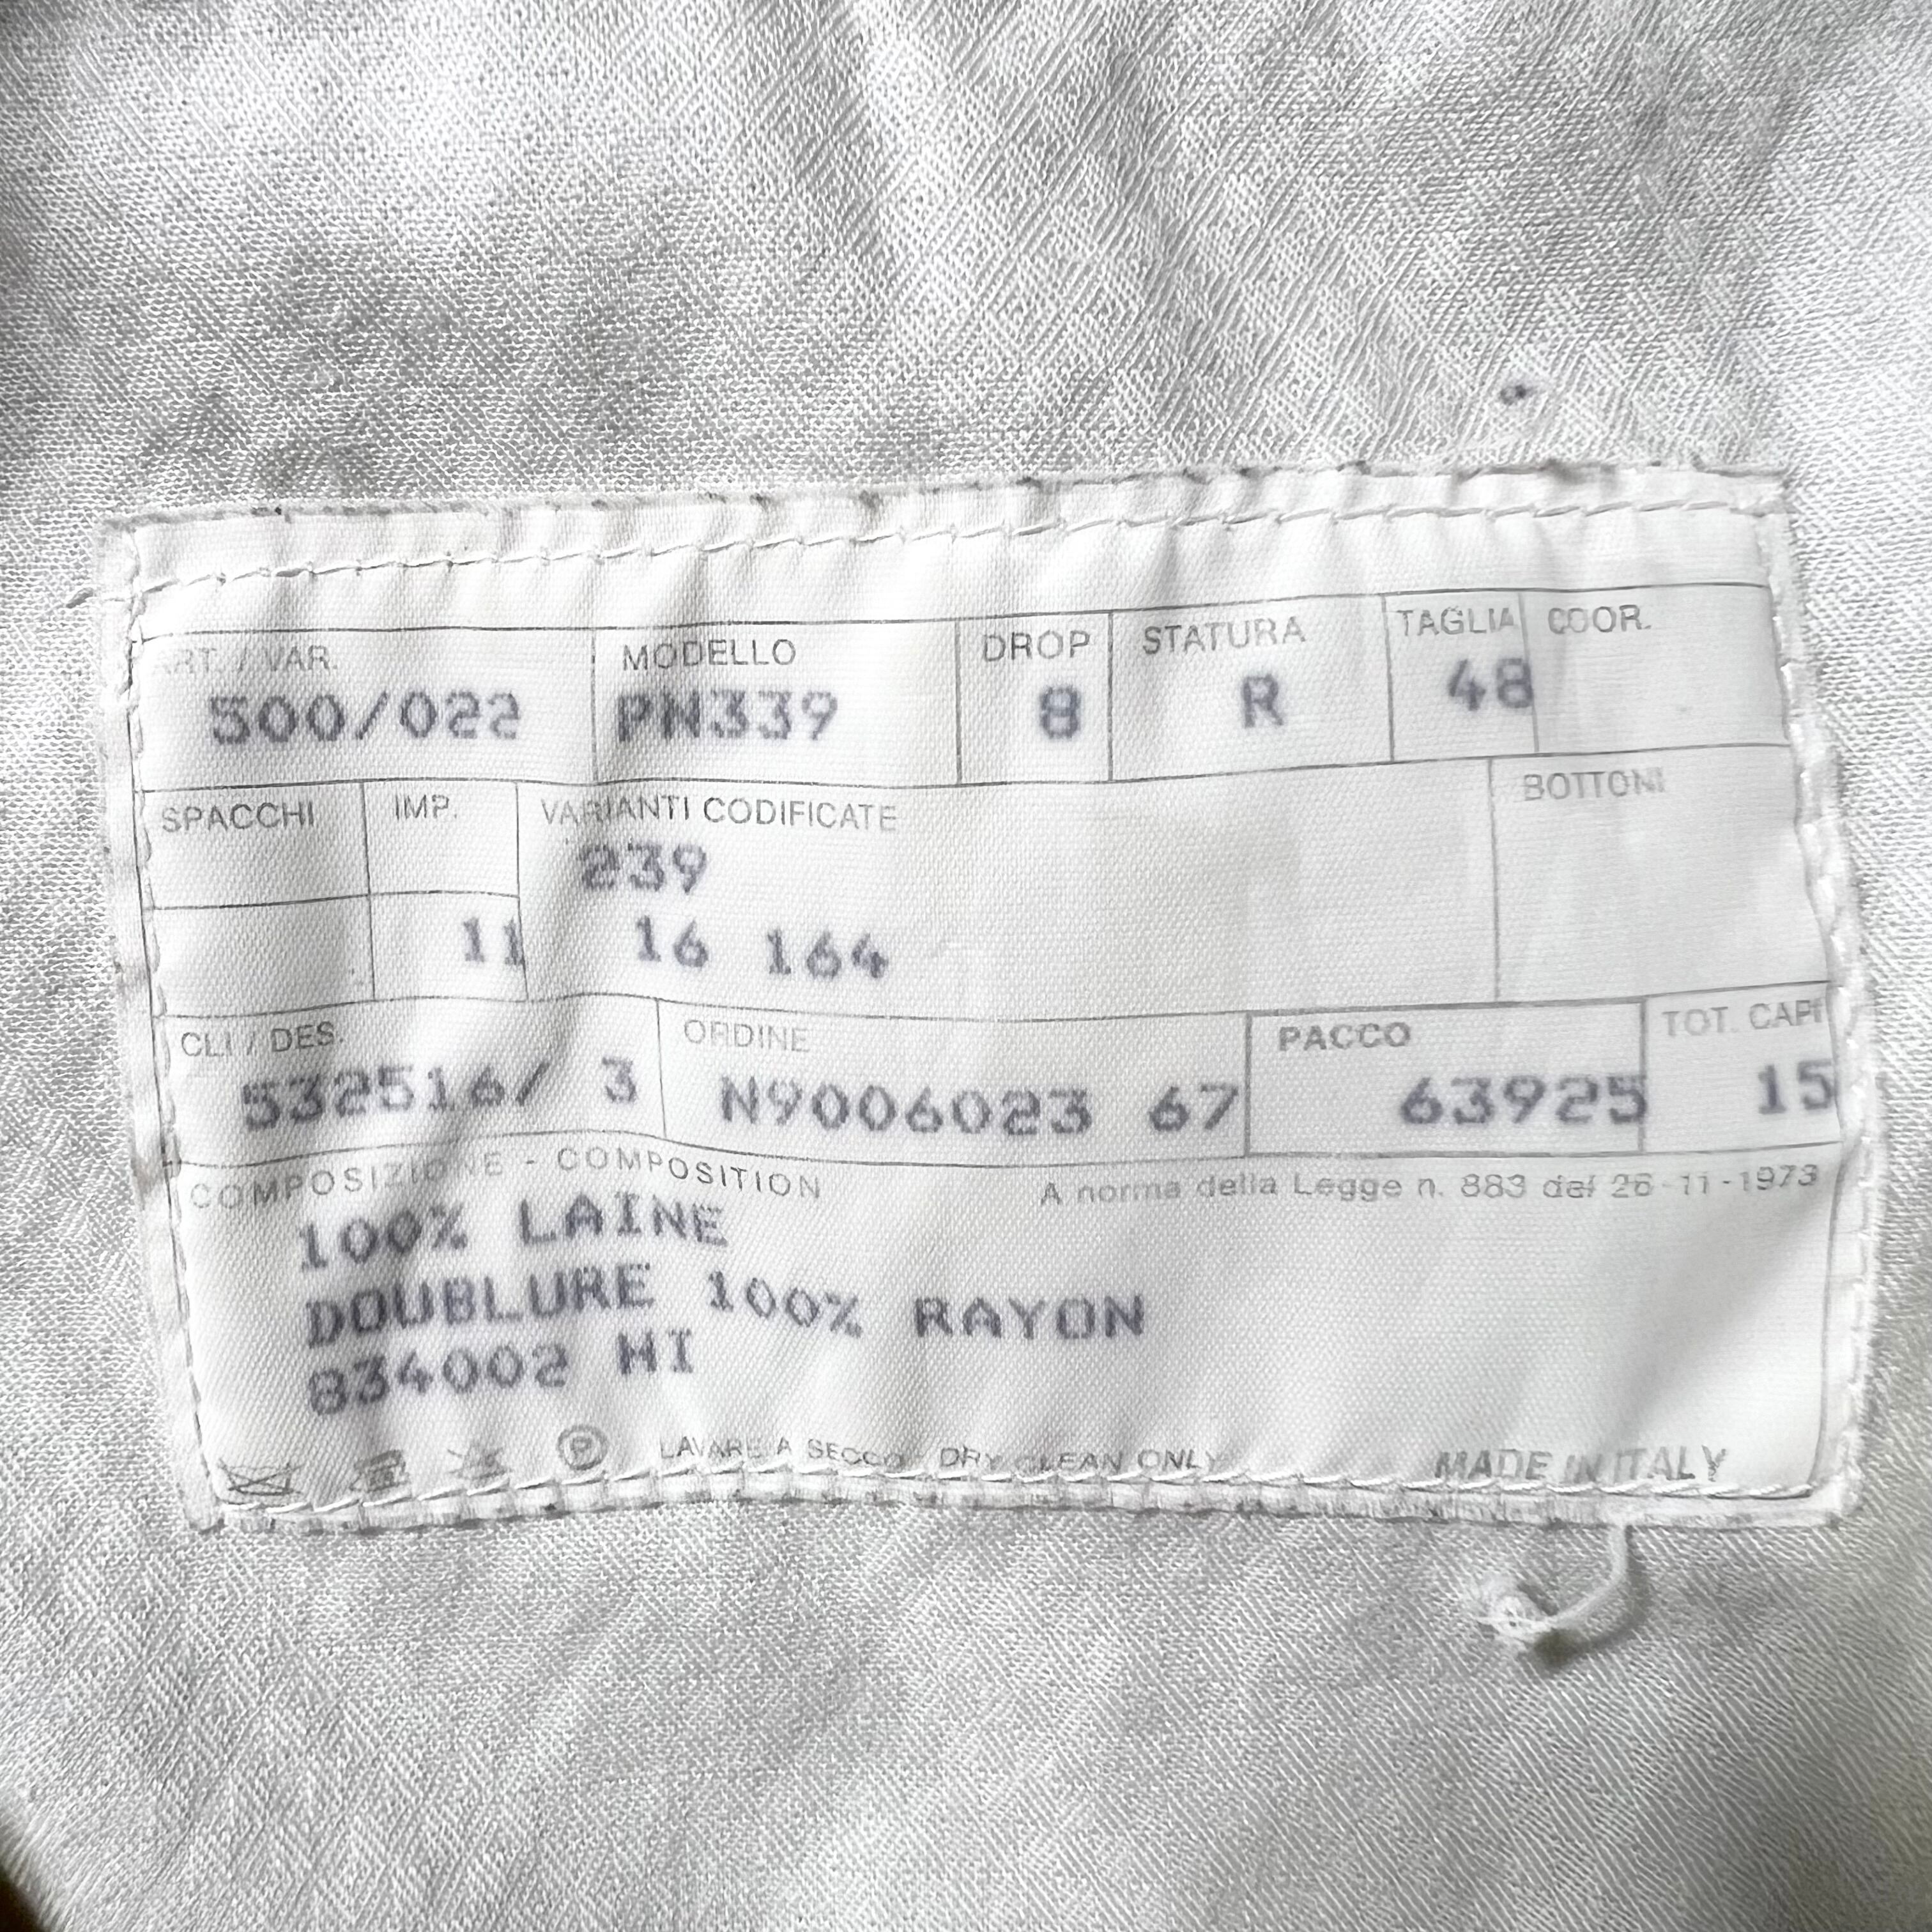 ART. / VAR. MODELLO DROP STATURA TAGLIA COOR.
500/022 PN339 8 R 48
SPACCHI IMP. VARIANTI CODIFICATE BOTTONI
239
11 16 164
CLI / DES. ORDINE PACCO TOT. CAPI
532516/ 3 N9006023 67 63925 15
COMPOSIZIONE - COMPOSITION A norma della Legge n. 883 del 26-11-1973
100% LAINE
DOUBLURE 100% RAYON
834002 HI
P LAVARE A SECCO DRY CLEAN ONLY MADE IN ITALY